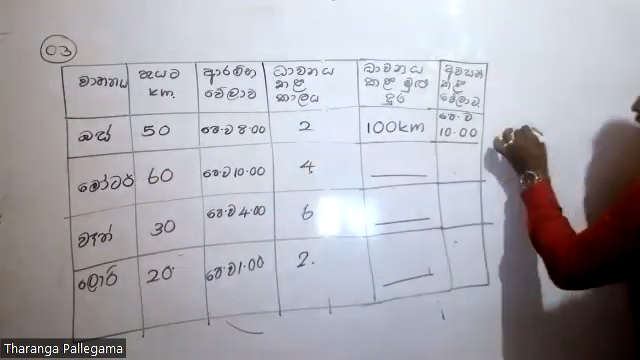 03
වාහනය පැයට km. ආරම්භ වේලාව ධාවනය කළ කාලය ධාවනය කළ මුළු දුර අවසන් කළ වේලාව
බස් 50 පෙ.ව 8.00 2 100km පෙ.ව 10.00
මෝටර් 60 පෙ.ව 10.00 4
වෑන් 30 පෙ.ව 4.00 6
ලොරි 20 පෙ.ව 1.00 2.
Tharanga Pallegama